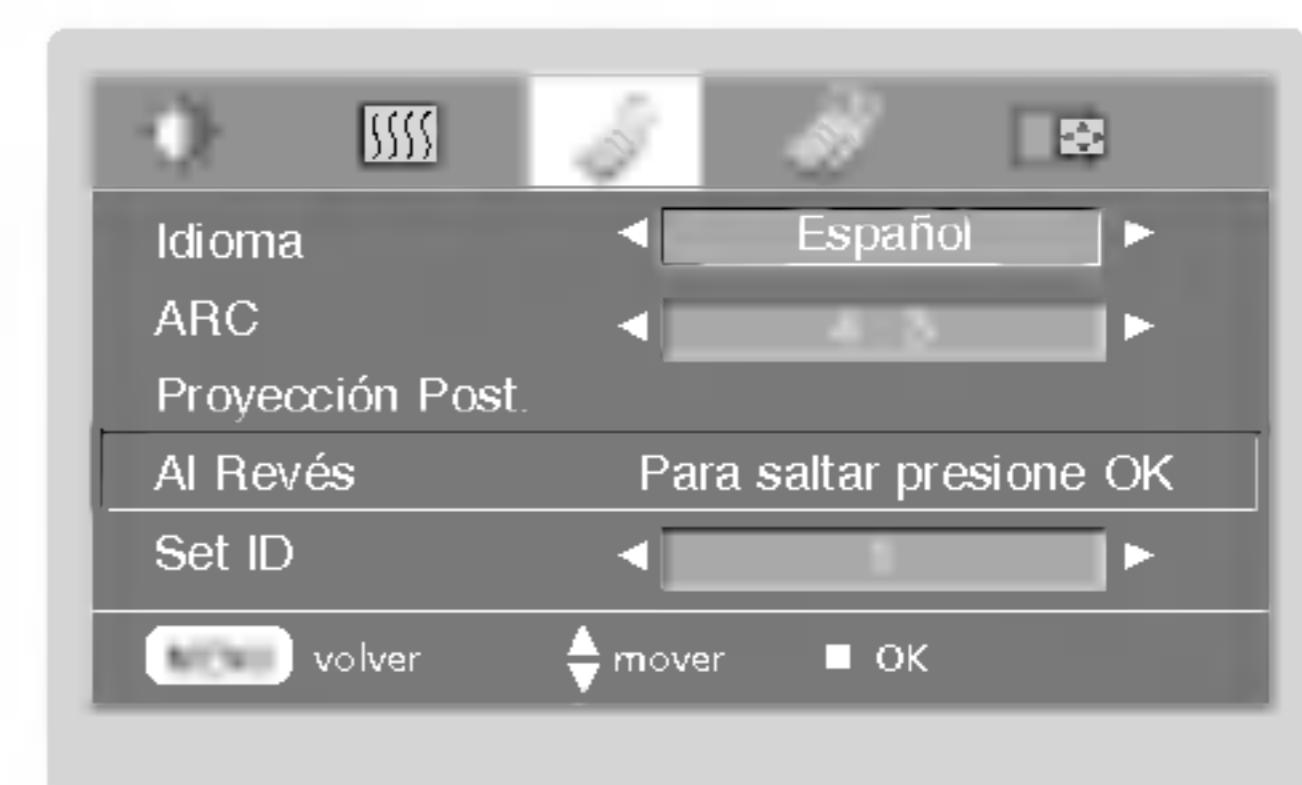 Idioma Español
ARC
Proyección Post.
Al Revés Para saltar presione OK
Set ID
volver mover OK